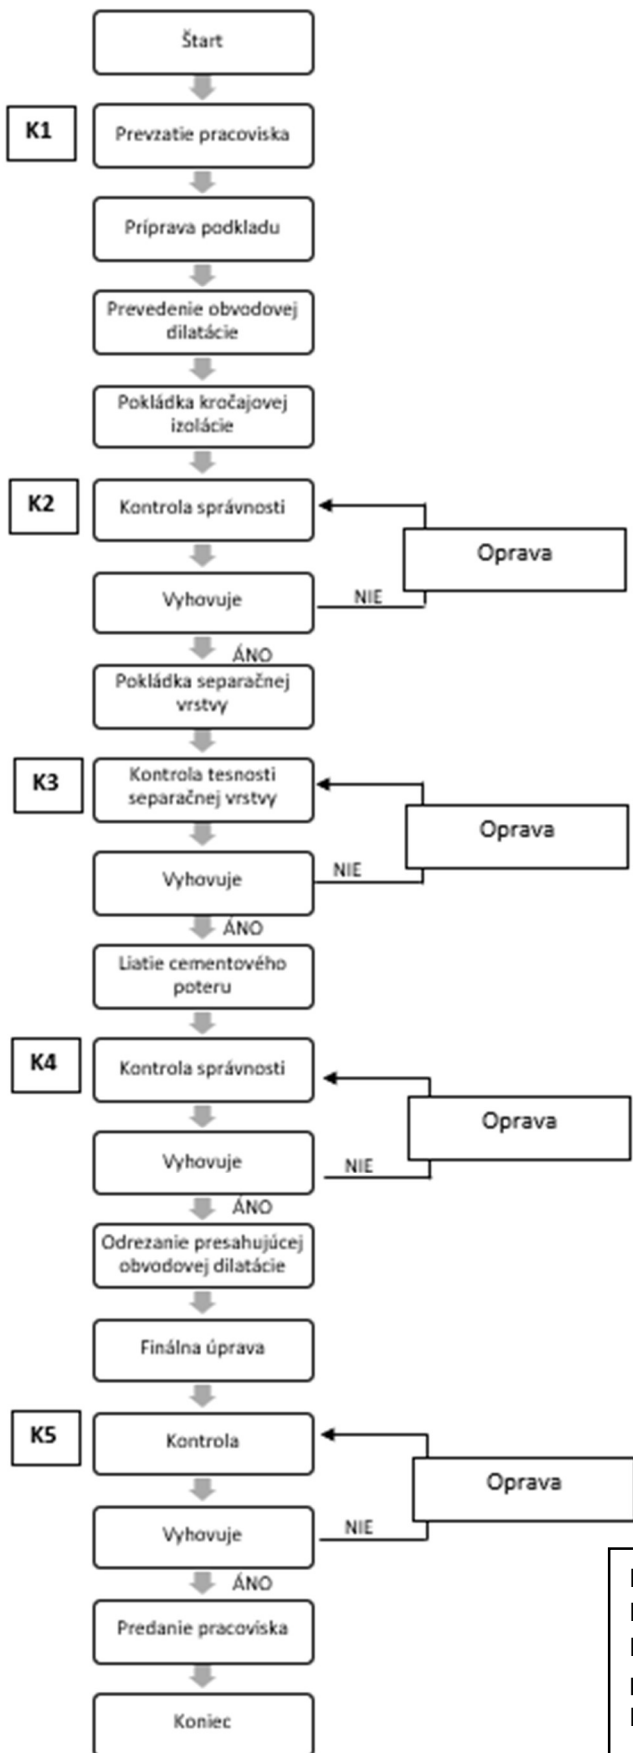 Štart
K1
Prevzatie pracoviska
Príprava podkladu
Prevedenie obvodovej
dilatácie
Pokládka kročajovej
izolácie
K2
Kontrola správnosti
Oprava
Vyhovuje
NIE
ÁNO
Pokládka separačnej
vrstvy
K3
Kontrola tesnosti
separačnej vrstvy
Oprava
Vyhovuje
NIE
ÁNO
Liatie cementového
poteru
K4
Kontrola správnosti
Oprava
Vyhovuje
NIE
ÁNO
Odrezanie presahujúcej
obvodovej dilatácie
Finálna úprava
K5
Kontrola
Oprava
Vyhovuje
NIE
ÁNO
Predanie pracoviska
Koniec